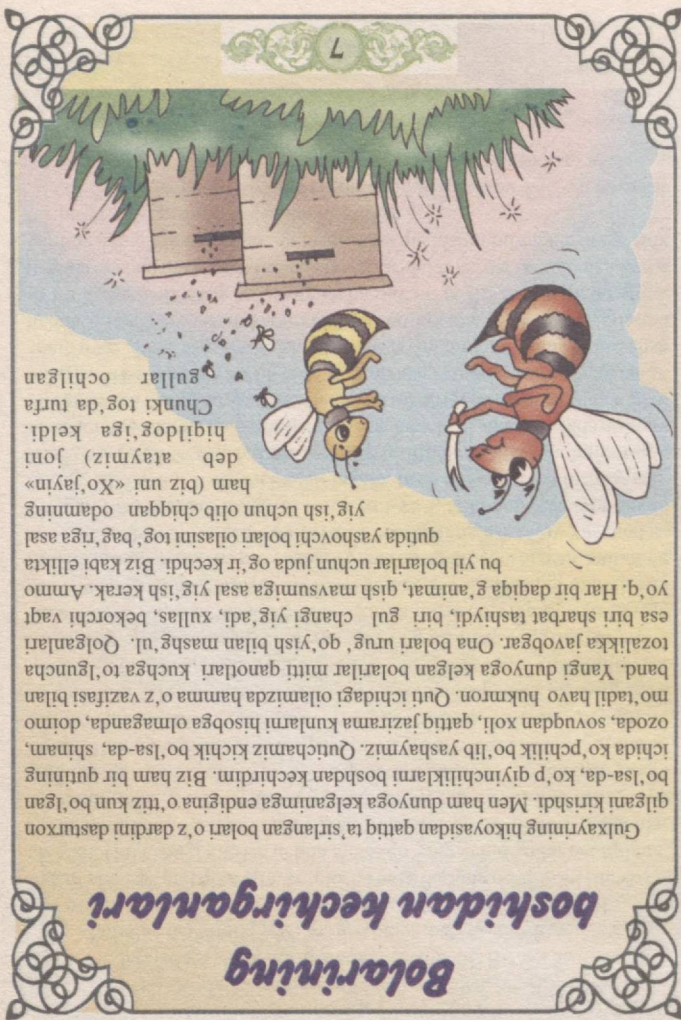 Bolarining
boshidan kechirganlari
Gulxayrining hikoyasidan qattiq ta'sirlangan bolari o'z dardini dasturxon
qilgani kirishdi. Men ham dunyoga kelganimga endigina o'ttiz kun bo'lgan
bo'lsa-da, ko'p qiyinchiliklarni boshdan kechirdim. Biz ham bir qutining
ichida ko'pchilik bo'lib yashaymiz. Qutichamiz kichik bo'lsa-da, shinam,
ozoda, sovuqdan xoli, qattiq jazirama kunlarni hisobga olmaganda, doimo
mo'tadil havo hukmron. Quti ichidagi oilamizda hamma o'z vazifasi bilan
band. Yangi dunyoga kelgan bolarilar mitti qanotlari kuchga to'lguncha
tozalikka javobgar. Ona bolari urug' qo'yish bilan mashg'ul. Qolganlari
esa biri sharbat tashiydi, biri gul changi yig'adi, xullas, bekorchi vaqt
yo'q. Har bir daqiqa g'animat, qish mavsumiga asal yig'ish kerak. Ammo
bu yil bolarilar uchun juda og'ir kechdi. Biz kabi ellikta
qutida yashovchi bolari oilasini tog' bag'riga asal
yig'ish uchun olib chiqqan odamning
ham (biz uni «Xo'jayin»
deb ataymiz) joni
hiqildog'iga keldi.
Chunki tog'da turfa
gullar ochilgan
7